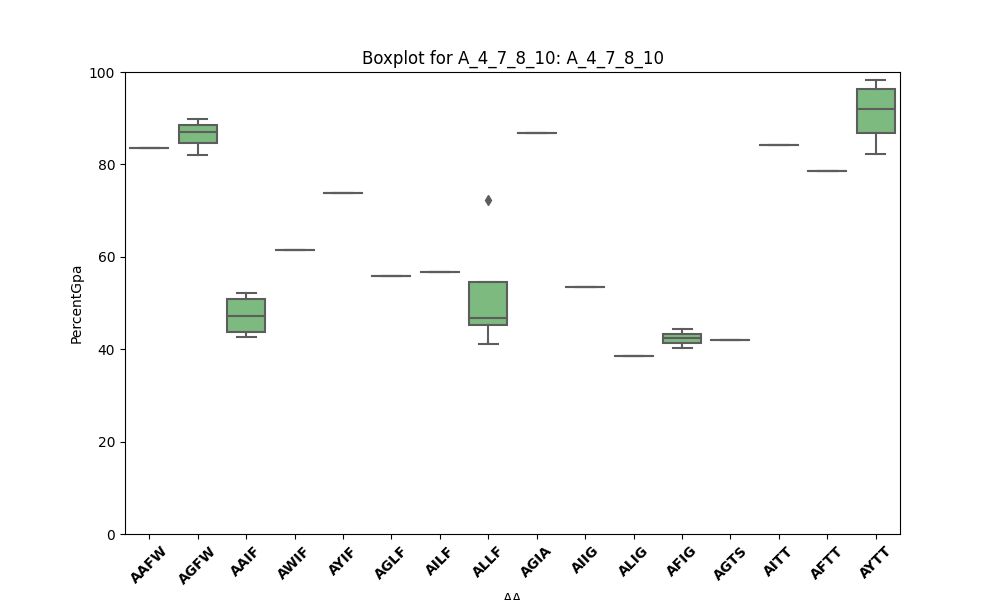 Boxplot for A_4_7_8_10: A_4_7_8_10
PercentGpa
100
80
60
40
20
0
AAFW AGFW AAIF AWIF AYIF AGLF AILF ALLF AGIA AIIG ALIG AFIG AGTS AITT AFTT AYTT
AA